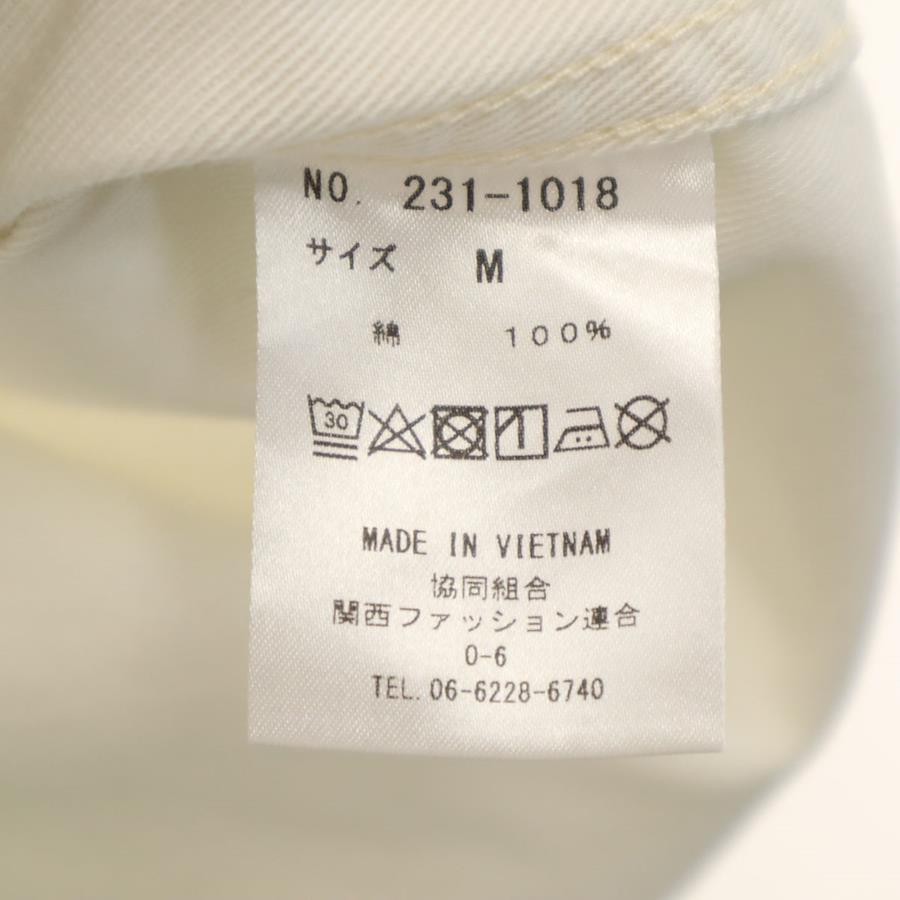 NO. 231-1018
サイズ M
綿 100%
30
MADE IN VIETNAM
協同組合
関西ファッション連合
0-6
TEL. 06-6228-6740